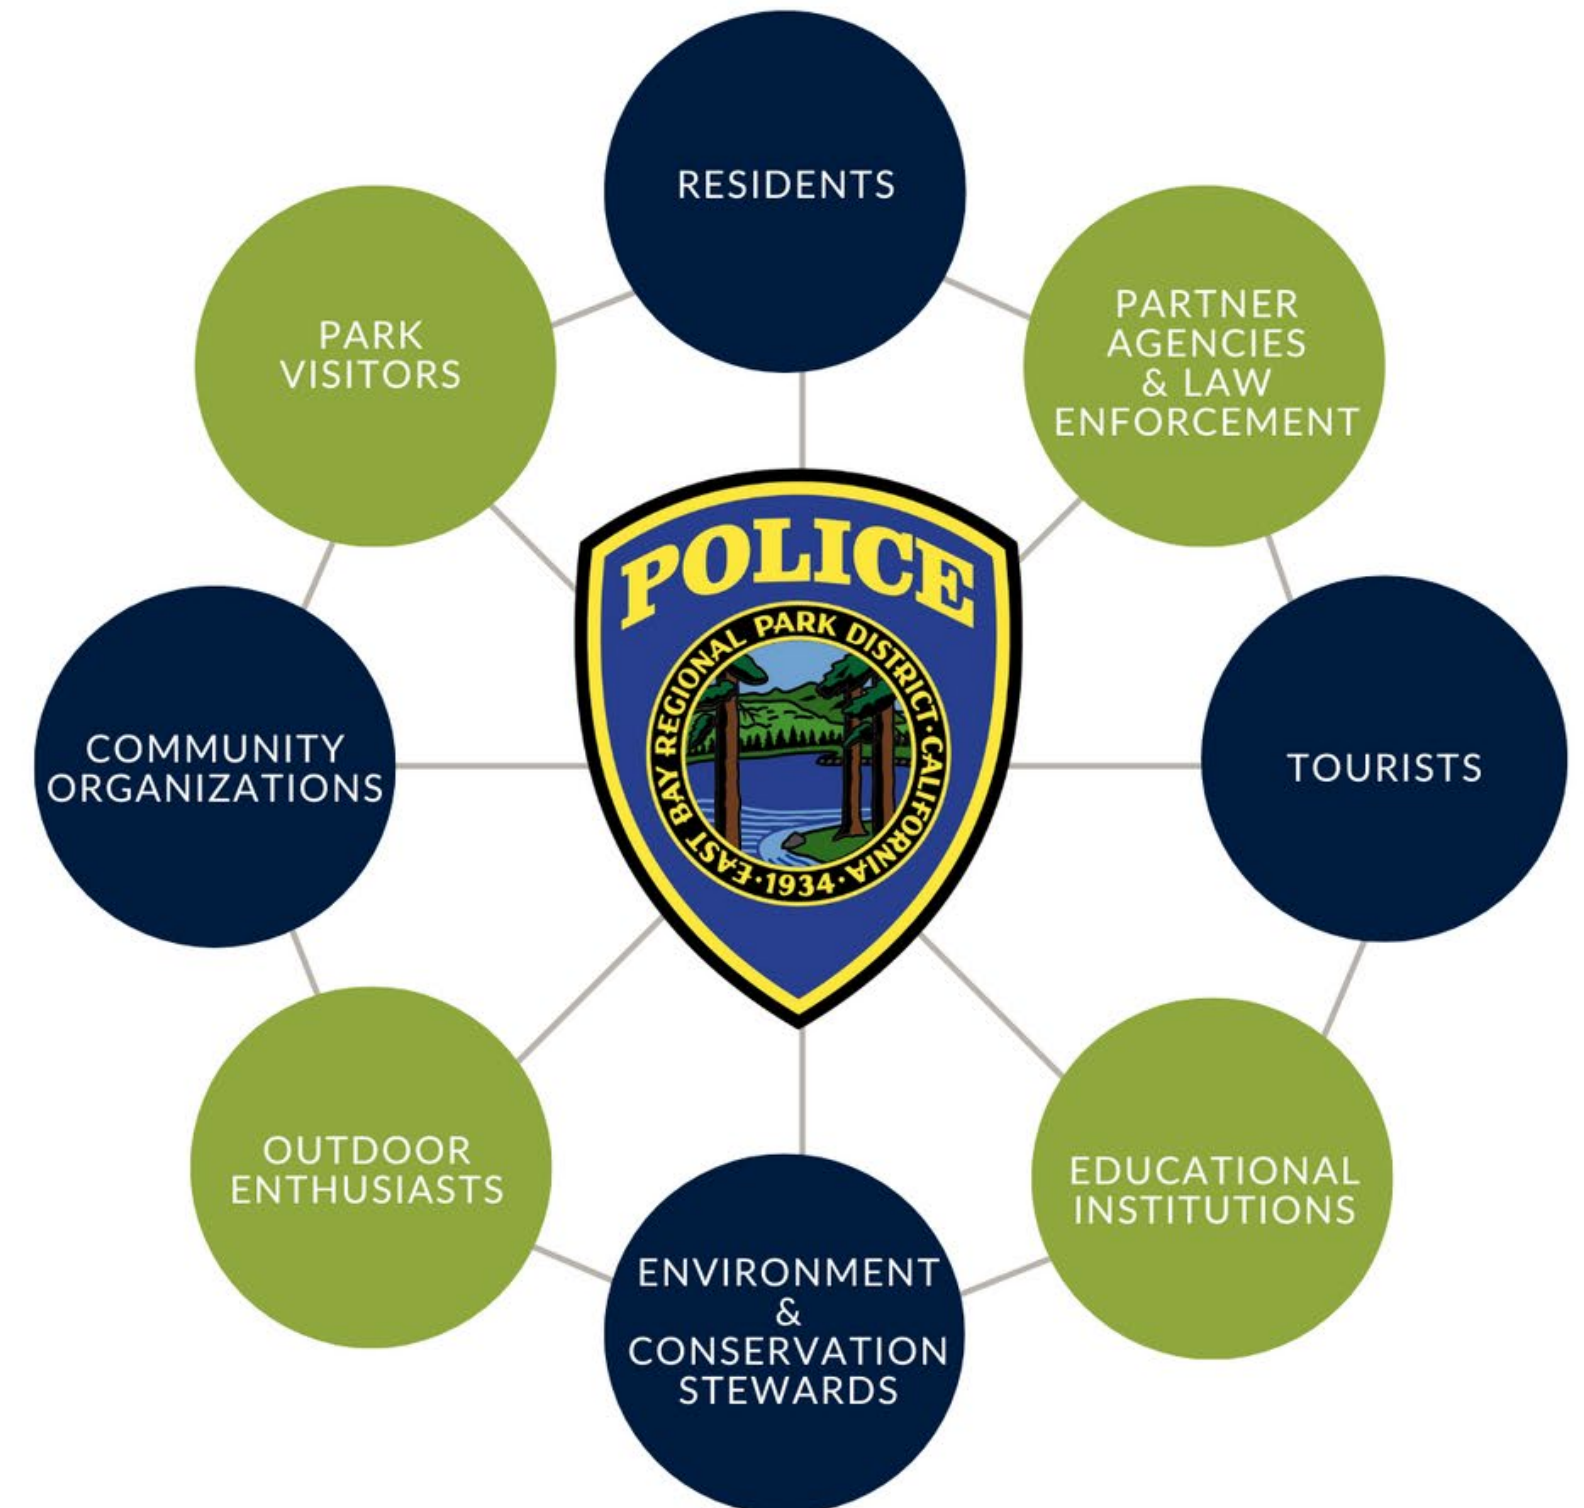 RESIDENTS
PARTNER
AGENCIES
& LAW
ENFORCEMENT
PARK
VISITORS
POLICE
EAST BAY REGIONAL PARK DISTRICT · CALIFORNIA · 1934 ·
COMMUNITY
ORGANIZATIONS
TOURISTS
OUTDOOR
ENTHUSIASTS
EDUCATIONAL
INSTITUTIONS
ENVIRONMENT
&
CONSERVATION
STEWARDS